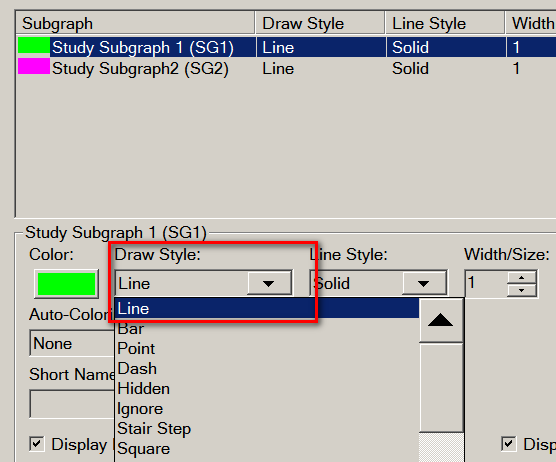 Subgraph Draw Style Line Style Width
Study Subgraph 1 (SG1) Line Solid 1
Study Subgraph2 (SG2) Line Solid 1
Study Subgraph 1 (SG1)
Color: Draw Style: Line Style: Width/Size:
Line Solid 1
Line
Auto-Colori
Bar
None
Point
Dash
Short Name
Hidden
Ignore
Stair Step
Display
Square
Disp